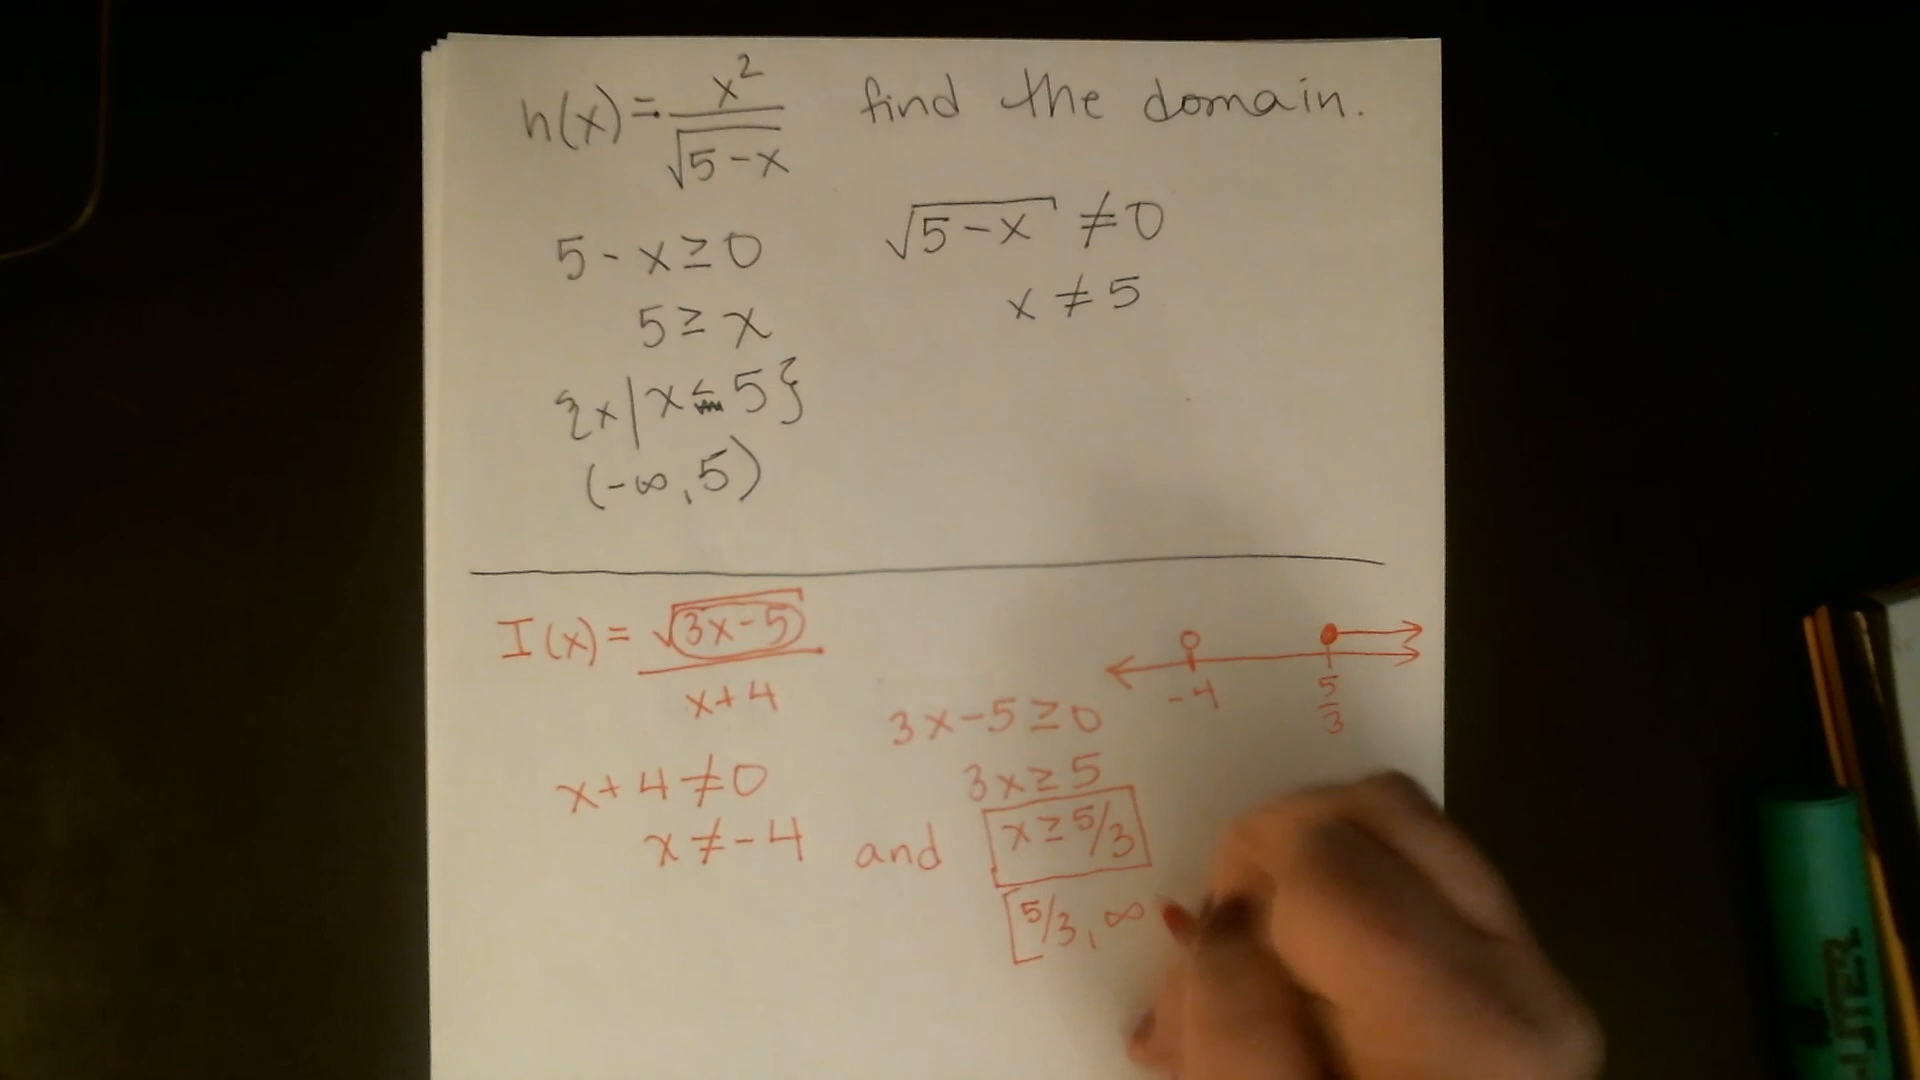 h(x) = x² / √(5-x) find the domain.
5 - x ≥ 0
√(5-x) ≠ 0
5 ≥ x
x ≠ 5
{x | x < 5}
(-∞, 5)
I(x) = √(3x-5) / (x+4)
-4 5/3
3x-5 ≥ 0
x+4 ≠ 0
3x ≥ 5
x ≠ -4 and x ≥ 5/3
[5/3, ∞